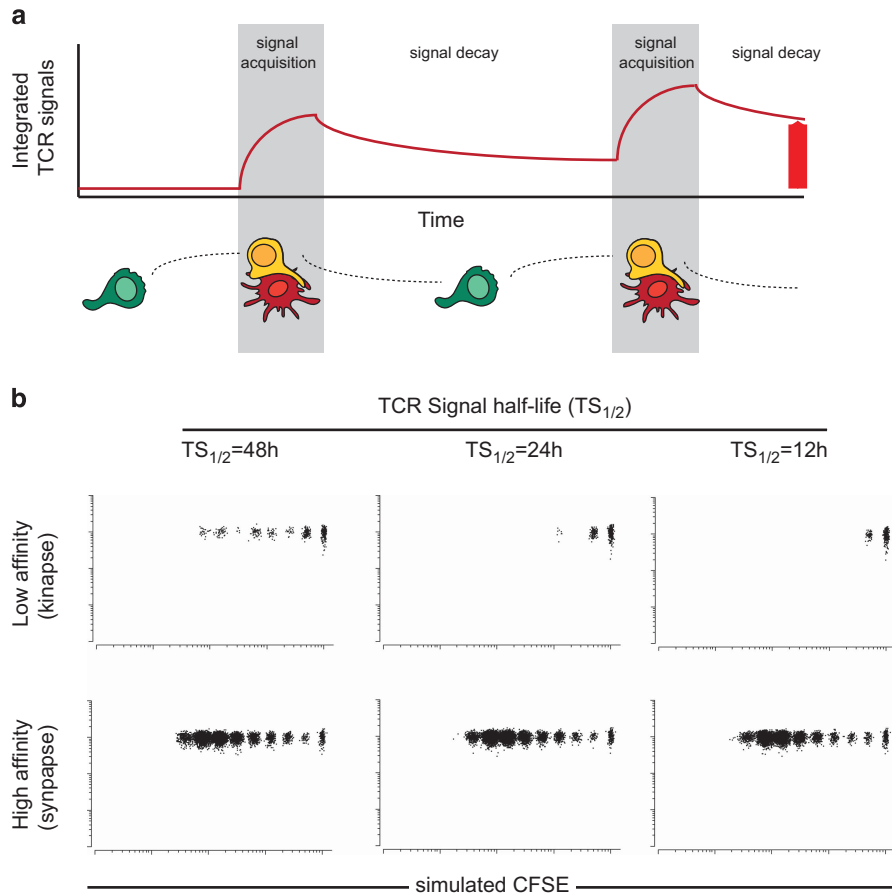 a
signal
acquisition
signal decay
signal
acquisition
signal decay
Integrated
TCR signals
Time
b
TCR Signal half-life (TS1/2)
TS1/2=48h
TS1/2=24h
TS1/2=12h
Low affinity
(kinapse)
High affinity
(synpapse)
simulated CFSE